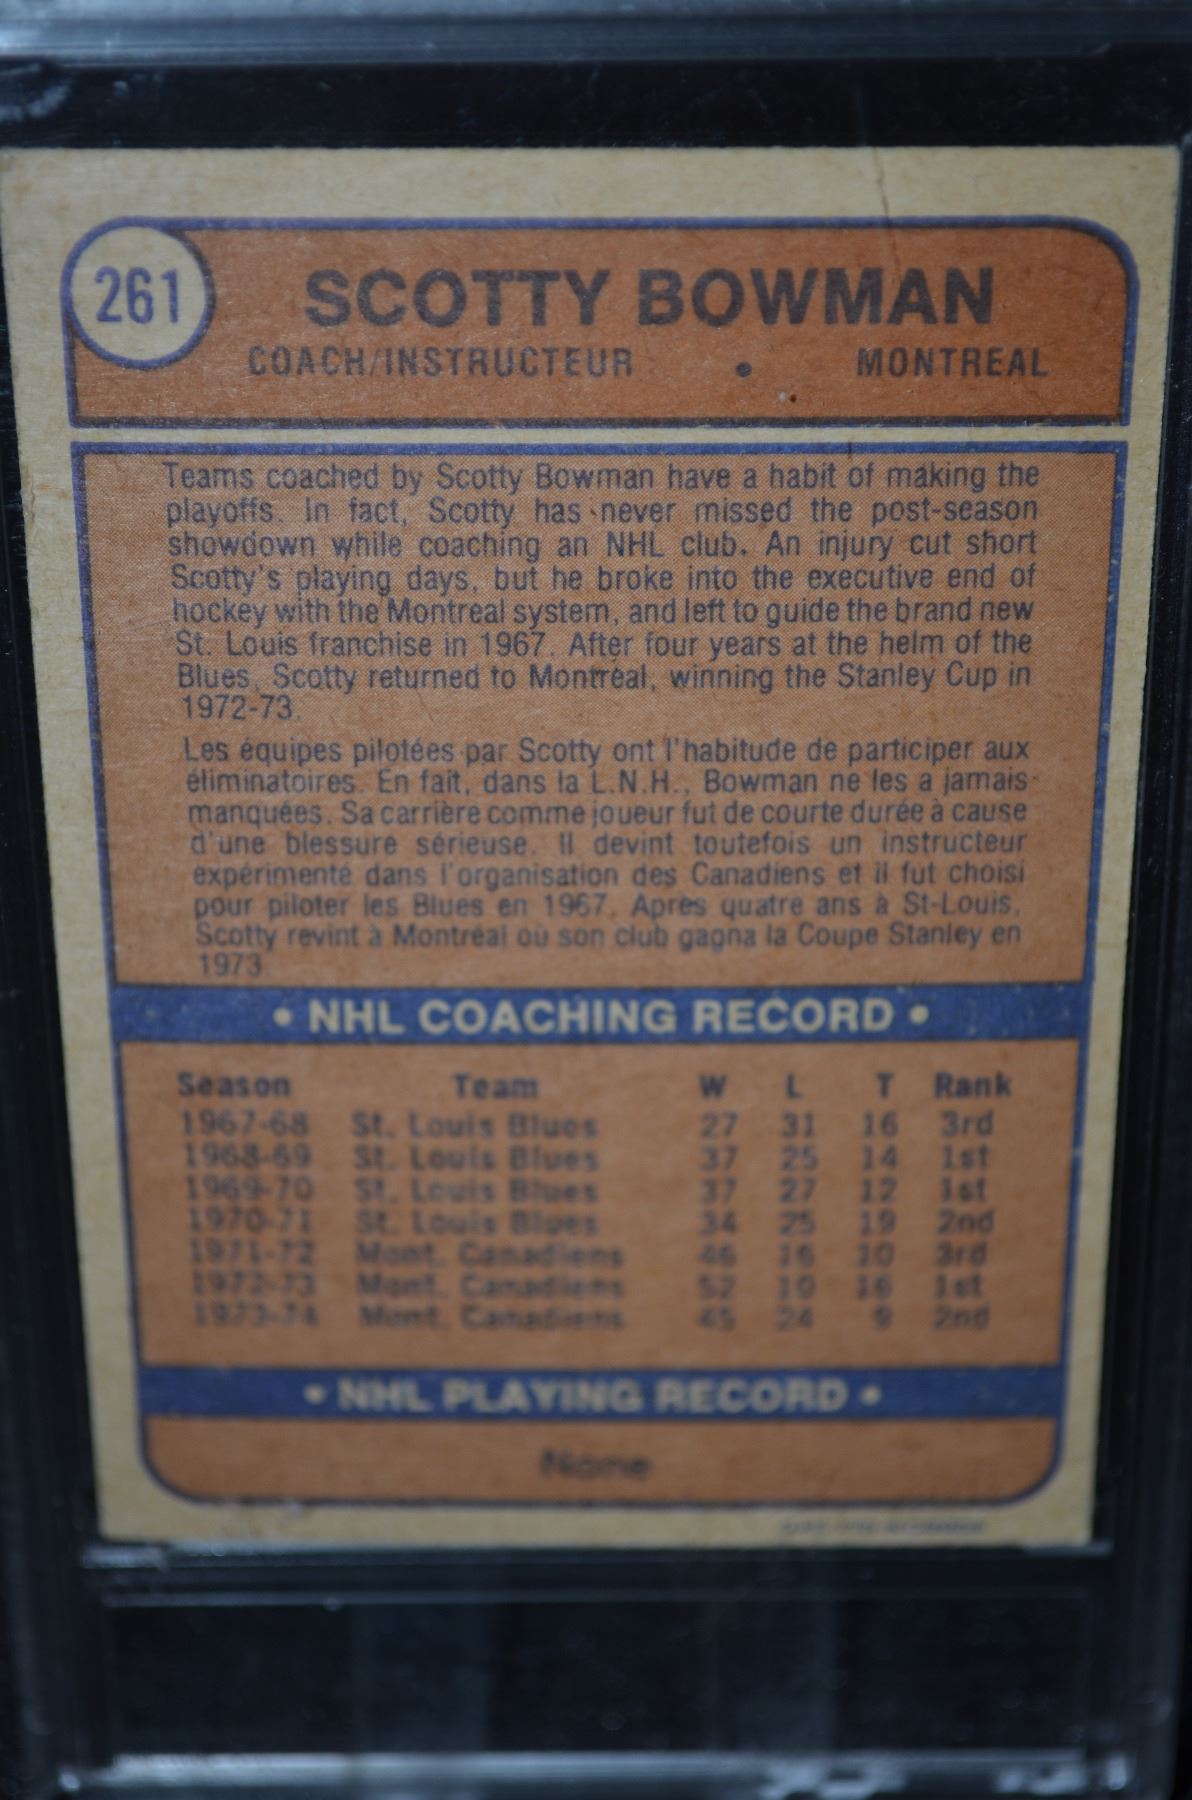 261
SCOTTY BOWMAN
COACH/INSTRUCTEUR • MONTREAL
Teams coached by Scotty Bowman have a habit of making the
playoffs. In fact, Scotty has never missed the post-season
showdown while coaching an NHL club. An injury cut short
Scotty's playing days, but he broke into the executive end of
hockey with the Montreal system, and left to guide the brand new
St. Louis franchise in 1967. After four years at the helm of the
Blues, Scotty returned to Montreal, winning the Stanley Cup in
1972-73.
Les équipes pilotées par Scotty ont l'habitude de participer aux
éliminatoires. En fait, dans la L.N.H., Bowman ne les a jamais
manquées. Sa carrière comme joueur fut de courte durée à cause
d'une blessure sérieuse. Il devint toutefois un instructeur
expérimenté dans l'organisation des Canadiens et il fut choisi
pour piloter les Blues en 1967. Après quatre ans à St-Louis,
Scotty revint à Montréal où son club gagna la Coupe Stanley en
1973
• NHL COACHING RECORD •
Season Team W L T Rank
1967-68 St. Louis Blues 27 31 16 3rd
1968-69 St. Louis Blues 37 25 14 1st
1969-70 St. Louis Blues 37 27 12 1st
1970-71 St. Louis Blues 34 25 19 2nd
1971-72 Mont. Canadiens 46 16 10 3rd
1972-73 Mont. Canadiens 52 10 16 1st
1973-74 Mont. Canadiens 45 24 9 2nd
• NHL PLAYING RECORD •
None